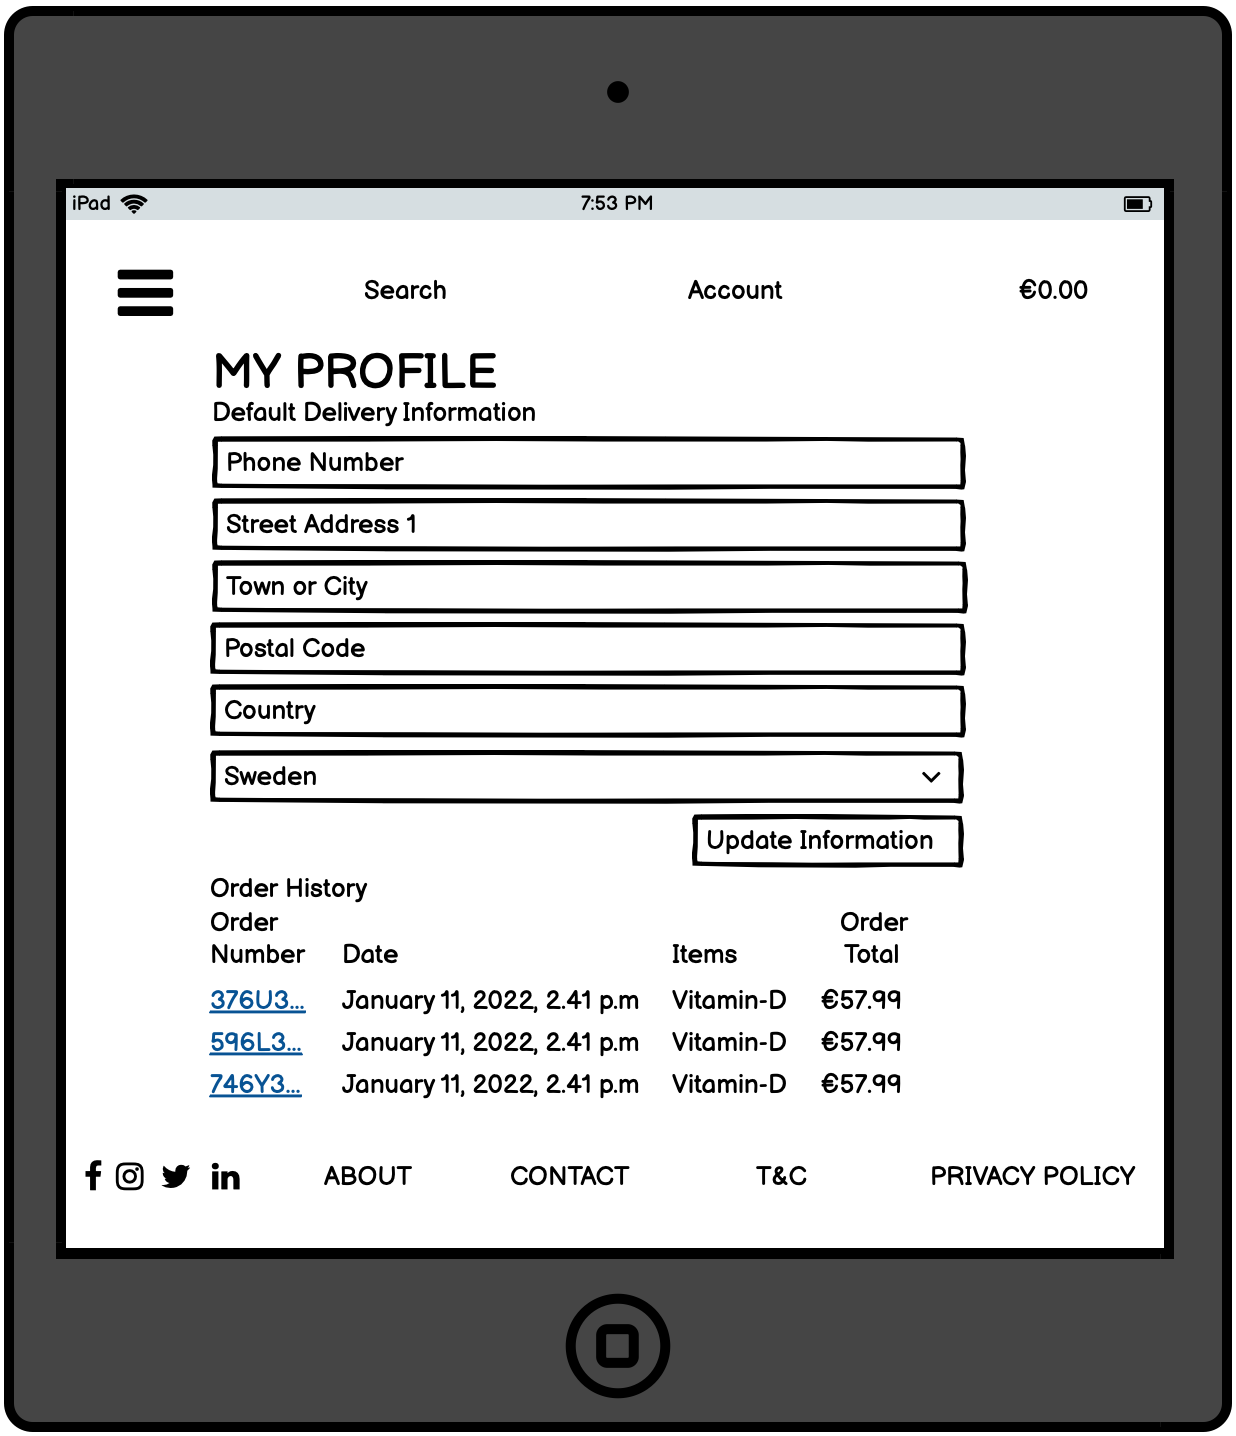 iPad 7:53 PM
Search Account €0.00
MY PROFILE
Default Delivery Information
Phone Number
Street Address 1
Town or City
Postal Code
Country
Sweden
Update Information
Order History
Order Number Date Items Order Total
376U3... January 11, 2022, 2.41 p.m Vitamin-D €57.99
596L3... January 11, 2022, 2.41 p.m Vitamin-D €57.99
746Y3... January 11, 2022, 2.41 p.m Vitamin-D €57.99
ABOUT CONTACT T&C PRIVACY POLICY